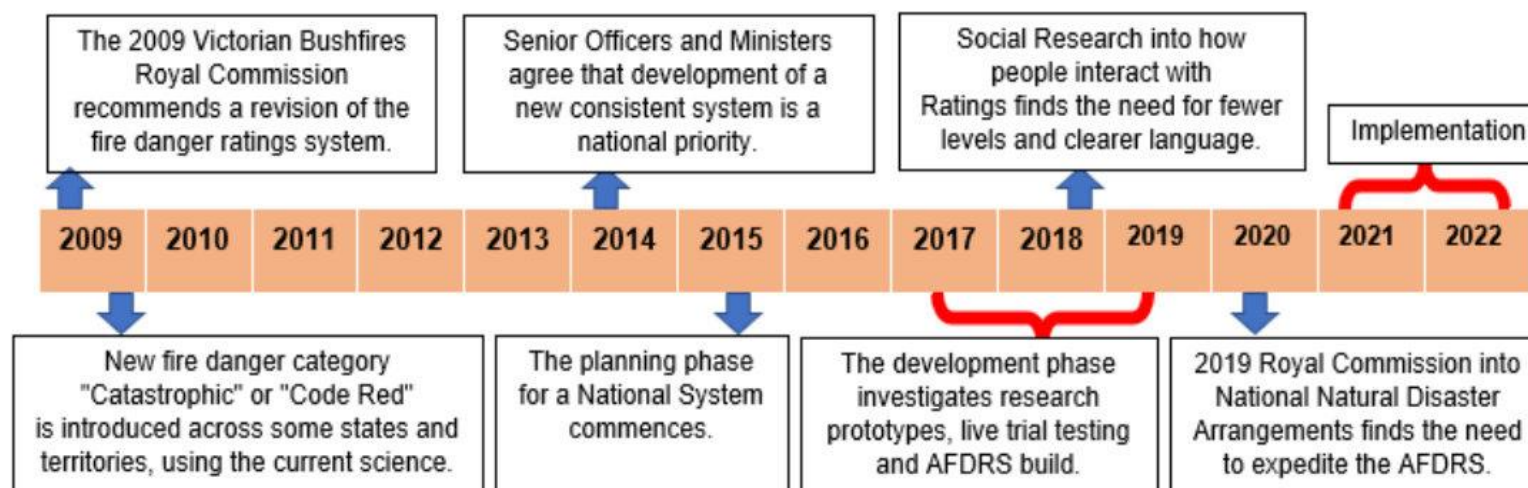 The 2009 Victorian Bushfires
Royal Commission
recommends a revision of the
fire danger ratings system.
Senior Officers and Ministers
agree that development of a
new consistent system is a
national priority.
Social Research into how
people interact with
Ratings finds the need for fewer
levels and clearer language.
Implementation
2009 2010 2011 2012 2013 2014 2015 2016 2017 2018 2019 2020 2021 2022
New fire danger category
"Catastrophic" or "Code Red"
is introduced across some states and
territories, using the current science.
The planning phase
for a National System
commences.
The development phase
investigates research
prototypes, live trial testing
and AFDRS build.
2019 Royal Commission into
National Natural Disaster
Arrangements finds the need
to expedite the AFDRS.